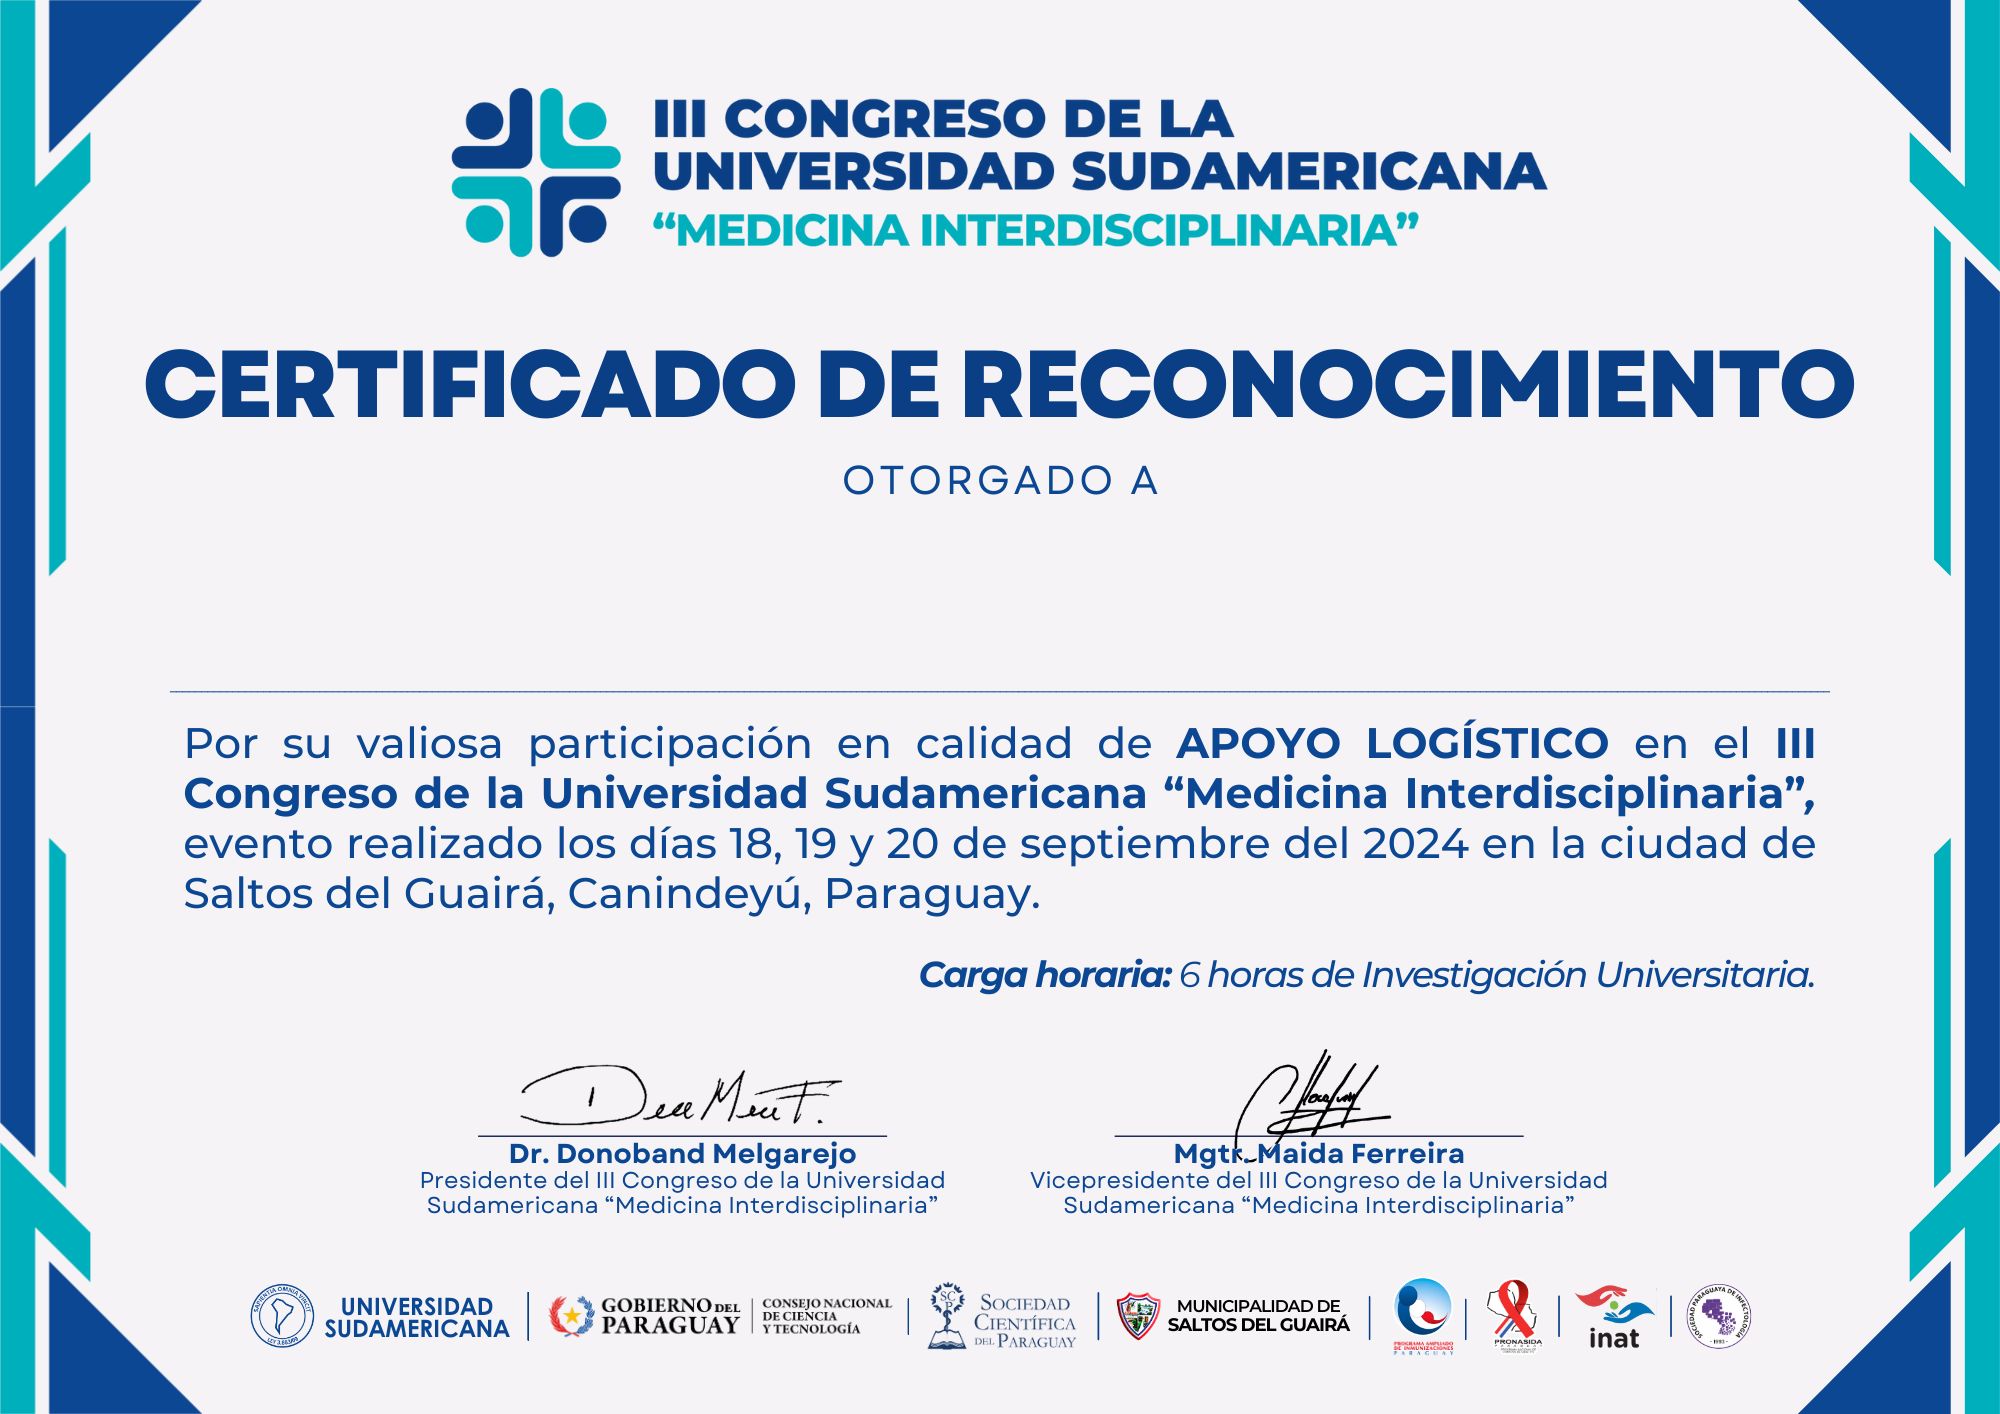 III CONGRESO DE LA
UNIVERSIDAD SUDAMERICANA
“MEDICINA INTERDISCIPLINARIA”
CERTIFICADO DE RECONOCIMIENTO
OTORGADO A
Por su valiosa participación en calidad de APOYO LOGÍSTICO en el III
Congreso de la Universidad Sudamericana “Medicina Interdisciplinaria”,
evento realizado los días 18, 19 y 20 de septiembre del 2024 en la ciudad de
Saltos del Guairá, Canindeyú, Paraguay.
Carga horaria: 6 horas de Investigación Universitaria.
Dr. Donoband Melgarejo
Presidente del III Congreso de la Universidad
Sudamericana “Medicina Interdisciplinaria”
Mgtr. Maida Ferreira
Vicepresidente del III Congreso de la Universidad
Sudamericana “Medicina Interdisciplinaria”
SAPIENTIA OMNIA VINCIT
UNIVERSIDAD
SUDAMERICANA
GOBIERNO DEL
PARAGUAY
CONSEJO NACIONAL
DE CIENCIA
Y TECNOLOGÍA
SCP
SOCIEDAD
CIENTÍFICA
DEL PARAGUAY
MUNICIPALIDAD DE
SALTOS DEL GUAIRÁ
PROGRAMA AMPLIADO
DE INMUNIZACIONES
PARAGUAY
PRONASIDA
inat
SOCIEDAD PARAGUAYA DE INFECTOLOGÍA